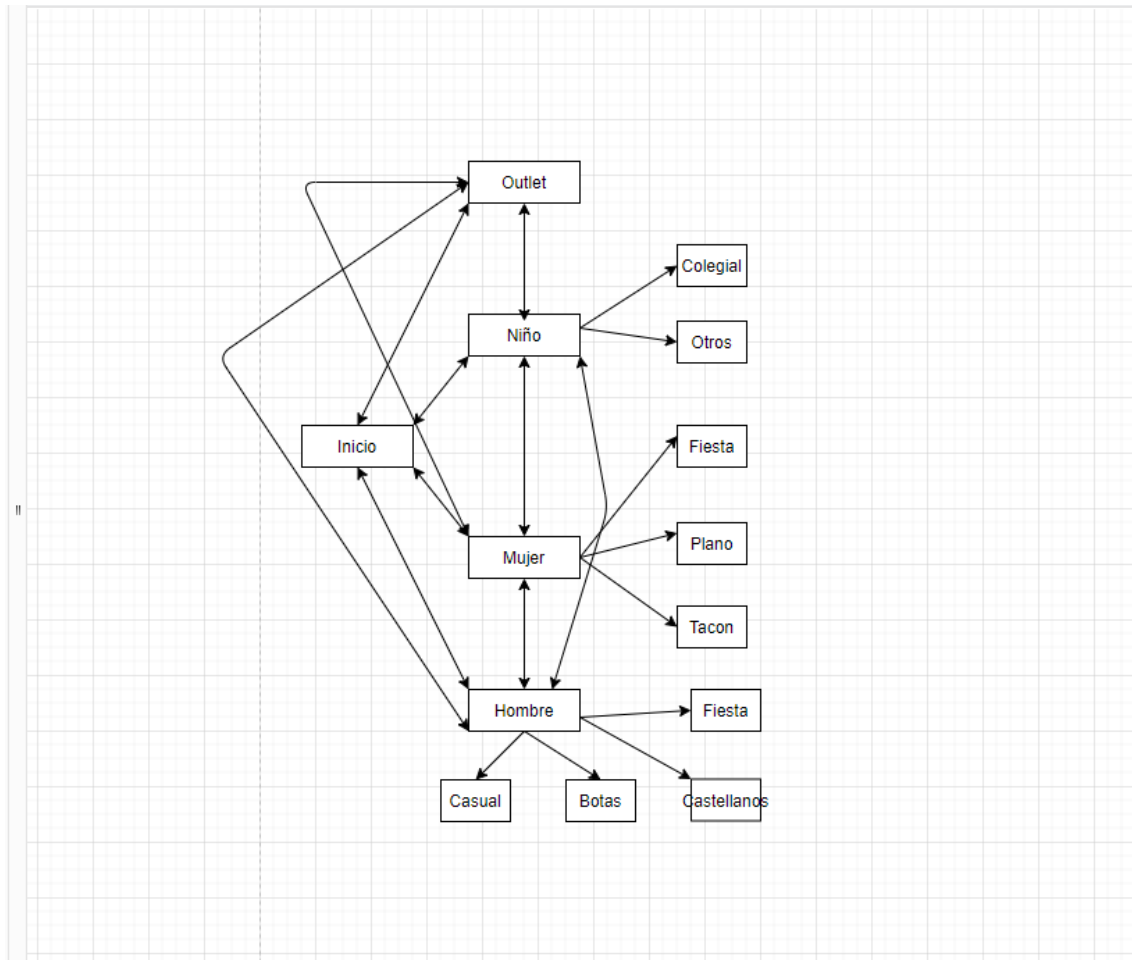 Outlet
Colegial
Niño
Otros
Inicio
Fiesta
Plano
Mujer
Tacon
Hombre
Fiesta
Casual
Botas
Castellanos